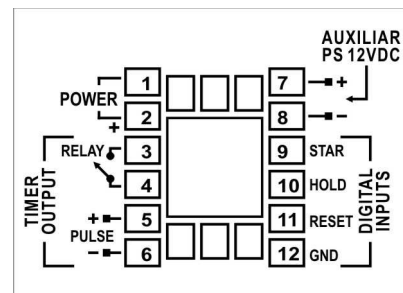 AUXILIAR
PS 12VDC
1
7
+
POWER
2
+
8
-
TIMER
OUTPUT
RELAY
3
9
STAR
4
10
HOLD
+
5
11
RESET
PULSE
-
6
12
GND
DIGITAL
INPUTS